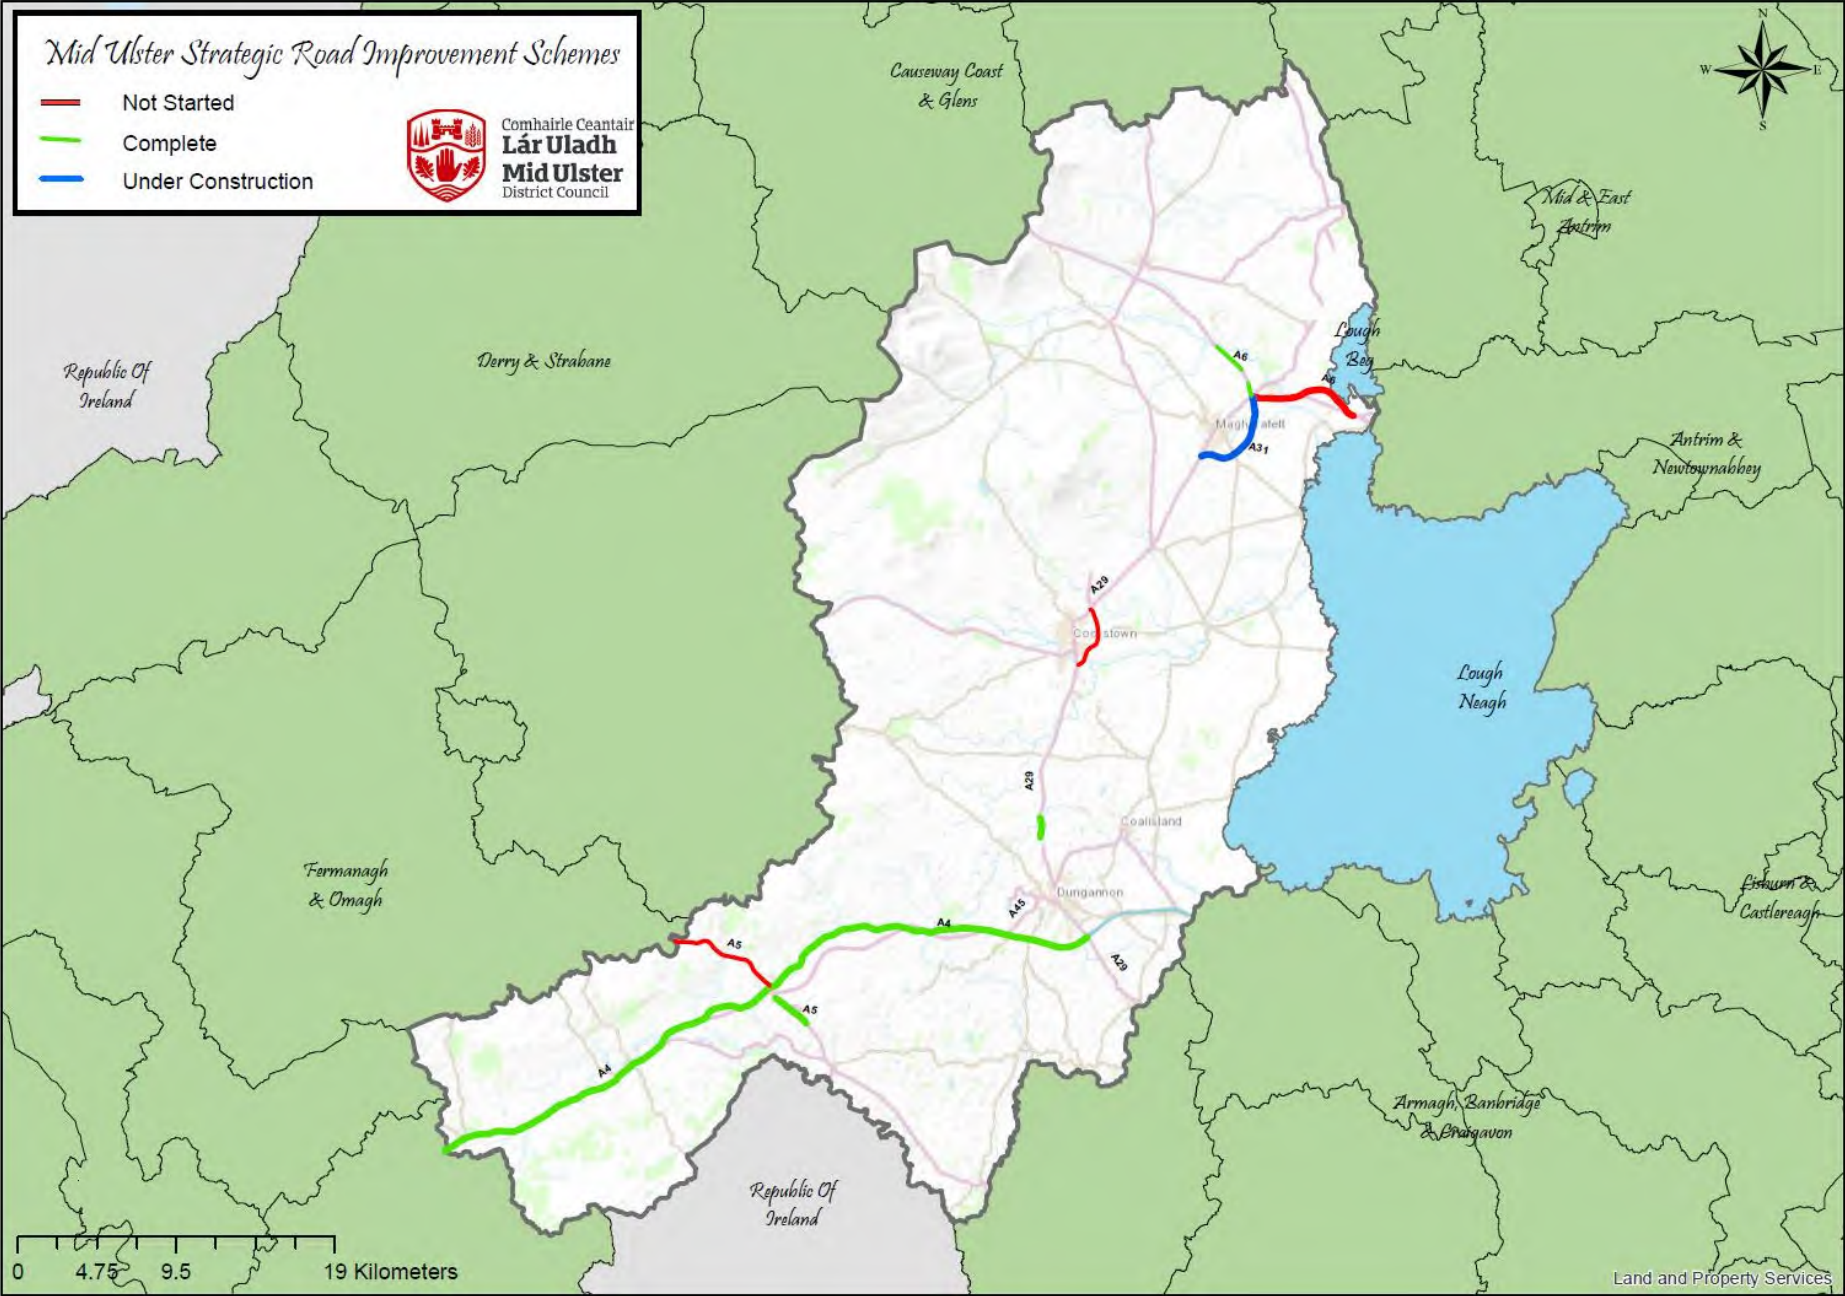 Mid Ulster Strategic Road Improvement Schemes
Not Started
Complete
Under Construction
Comhairle Ceantair
Lár Uladh
Mid Ulster
District Council
Causeway Coast
& Glens
N
W
E
S
Mid & East
Antrim
Republic Of
Ireland
Derry & Strabane
Lough
Beg
A6
A6
Magherafelt
A31
Antrim &
Newtownabbey
A29
Cookstown
Lough
Neagh
A29
Coalisland
Fermanagh
& Omagh
Dungannon
A45
Lisburn &
Castlereagh
A4
A5
A29
A5
A4
Armagh, Banbridge
& Craigavon
Republic Of
Ireland
0
4.75
9.5
19 Kilometers
Land and Property Services